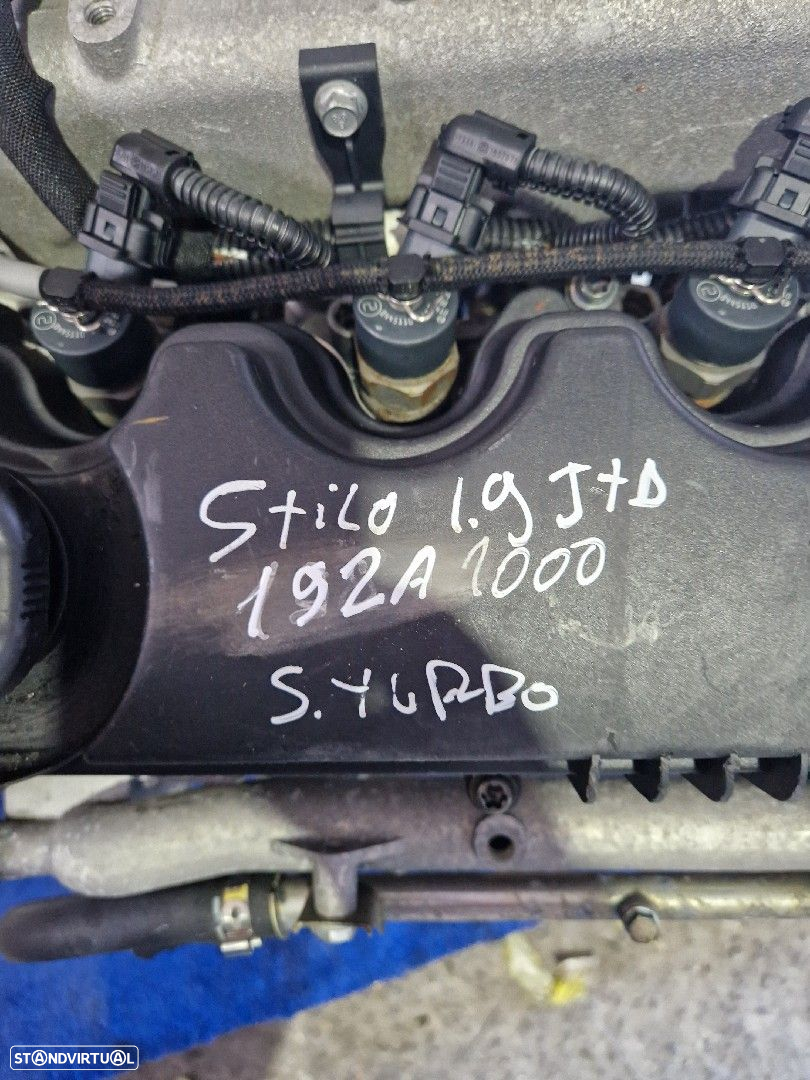 Stilo 1.9 JtD
192A1000
S.TURBO
STANDVIRTUAL